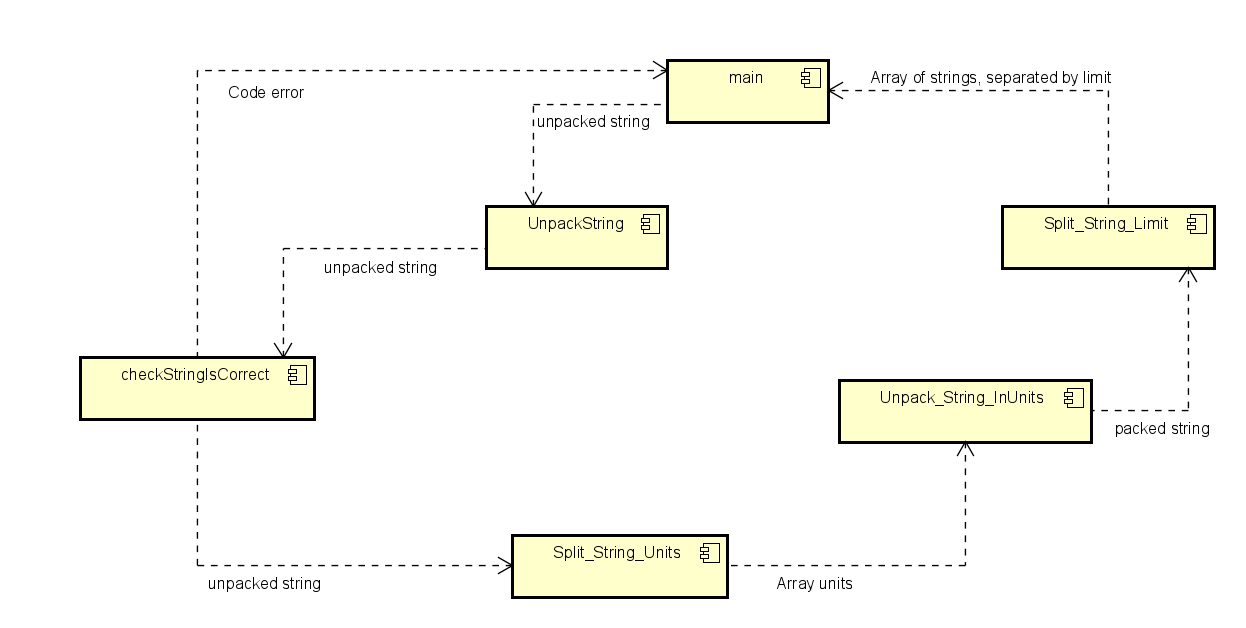 main
Array of strings, separated by limit
Code error
unpacked string
UnpackString
Split_String_Limit
unpacked string
checkStringIsCorrect
Unpack_String_InUnits
packed string
Split_String_Units
unpacked string
Array units